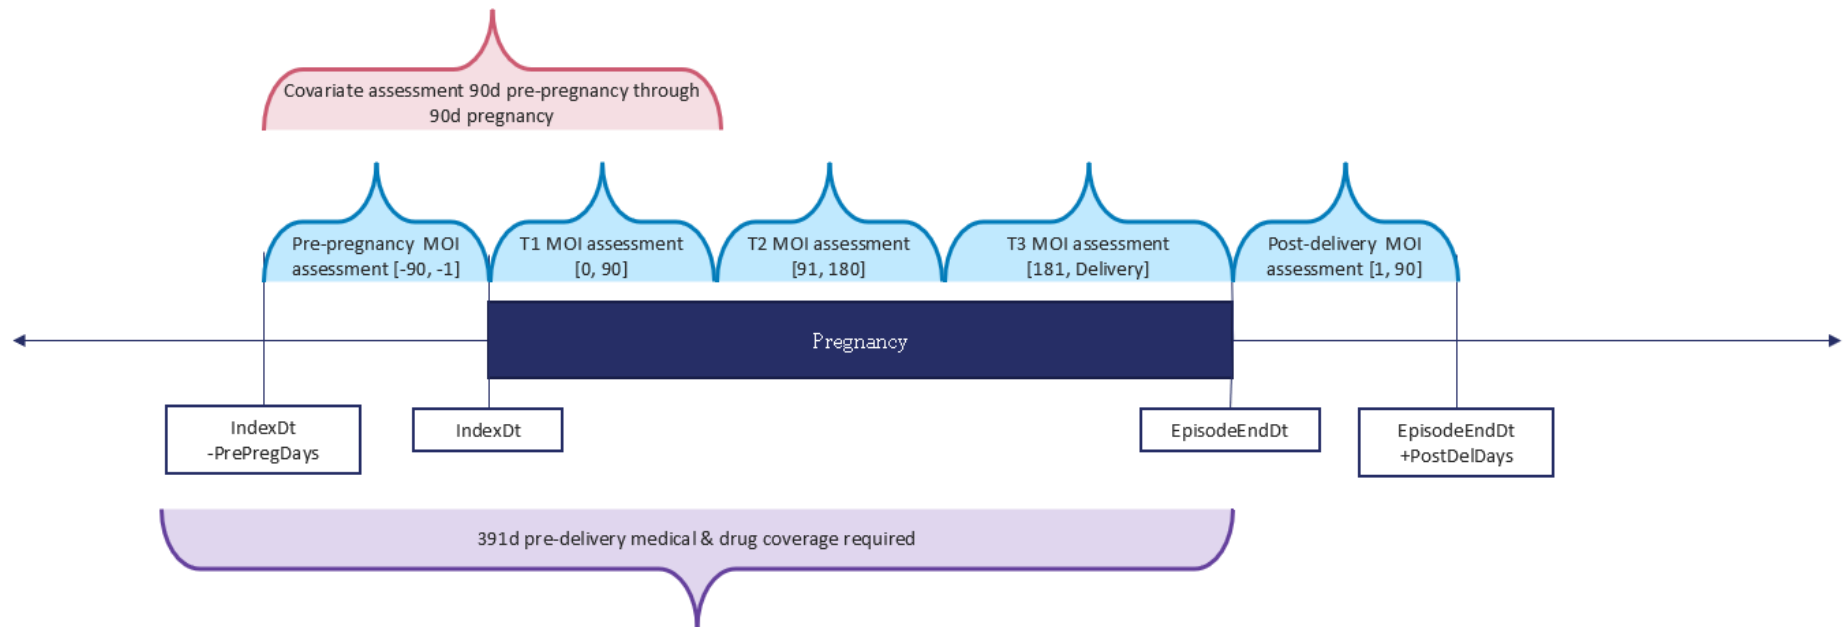 Covariate assessment 90d pre-pregnancy through
90d pregnancy
Pre-pregnancy MOI
assessment [-90, -1]
T1 MOI assessment
[0, 90]
T2 MOI assessment
[91, 180]
T3 MOI assessment
[181, Delivery]
Post-delivery MOI
assessment [1, 90]
Pregnancy
IndexDt
-PrePregDays
IndexDt
EpisodeEndDt
EpisodeEndDt
+PostDelDays
391d pre-delivery medical & drug coverage required